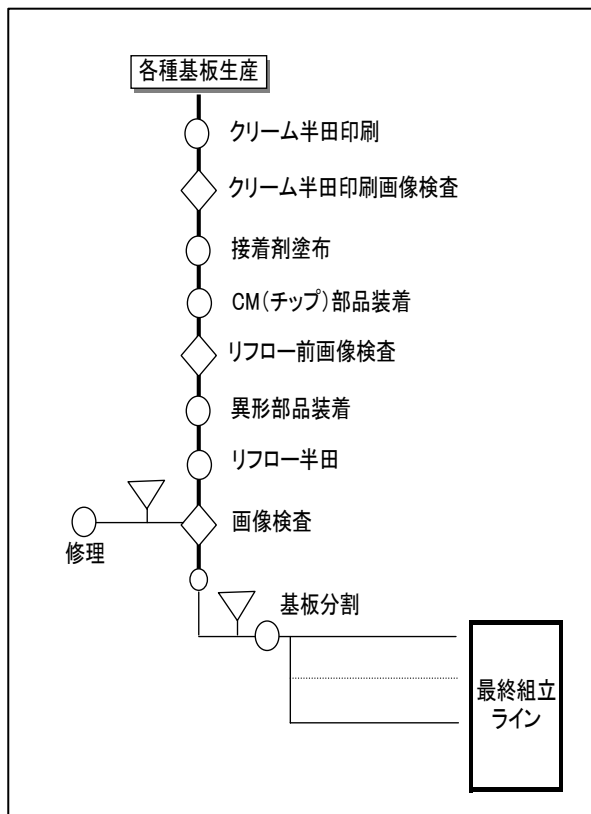 各種基板生産
クリーム半田印刷
クリーム半田印刷画像検査
接着剤塗布
CM(チップ)部品装着
リフロー前画像検査
異形部品装着
リフロー半田
画像検査
修理
基板分割
最終組立
ライン